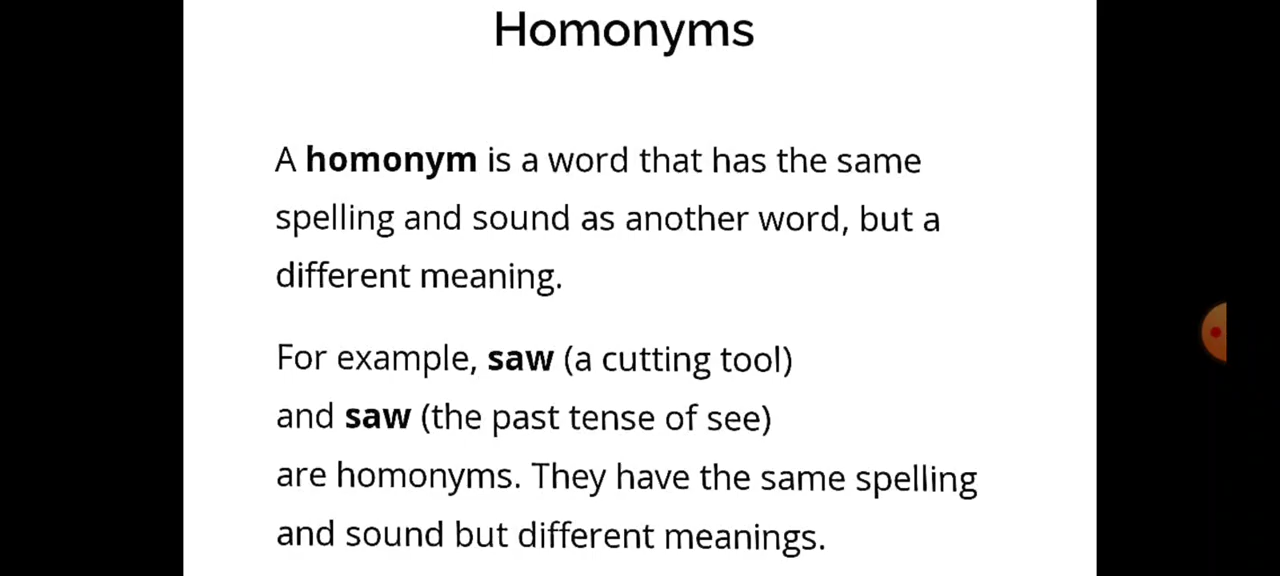 Homonyms
A homonym is a word that has the same
spelling and sound as another word, but a
different meaning.
For example, saw (a cutting tool)
and saw (the past tense of see)
are homonyms. They have the same spelling
and sound but different meanings.